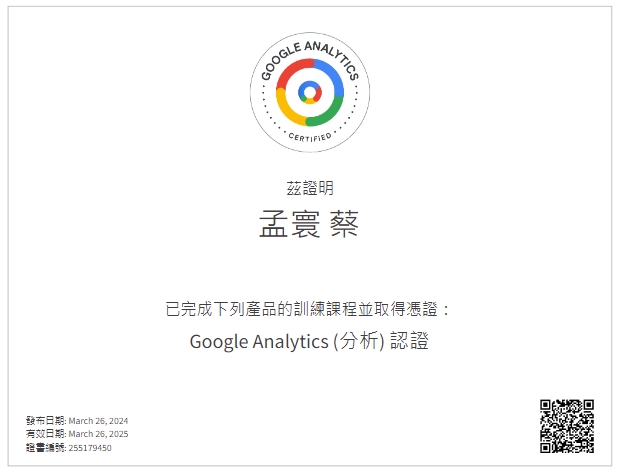 GOOGLE ANALYTICS
CERTIFIED
茲證明
孟寰 蔡
已完成下列產品的訓練課程並取得憑證：
Google Analytics (分析) 認證
發布日期: March 26, 2024
有效日期: March 26, 2025
證書編號: 255179450